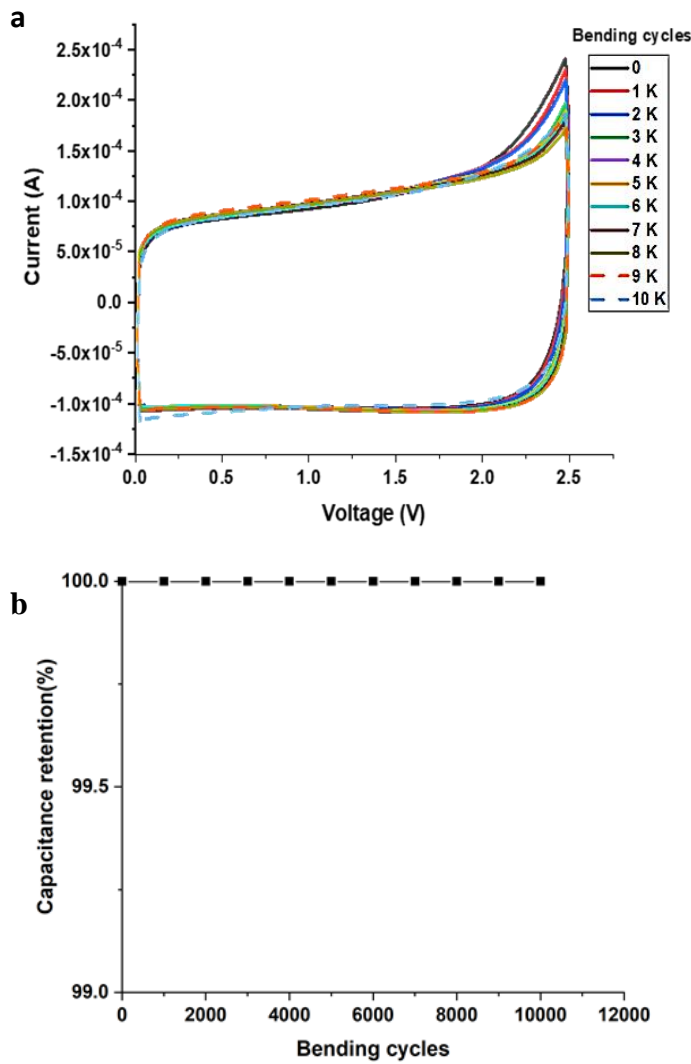 a
Bending cycles
0
1 K
2 K
3 K
4 K
5 K
6 K
7 K
8 K
9 K
10 K
2.5x10⁻⁴
2.0x10⁻⁴
1.5x10⁻⁴
1.0x10⁻⁴
5.0x10⁻⁵
0.0
-5.0x10⁻⁵
-1.0x10⁻⁴
-1.5x10⁻⁴
Current (A)
0.0 0.5 1.0 1.5 2.0 2.5
Voltage (V)
b
100.0
99.5
99.0
Capacitance retention(%)
0 2000 4000 6000 8000 10000 12000
Bending cycles